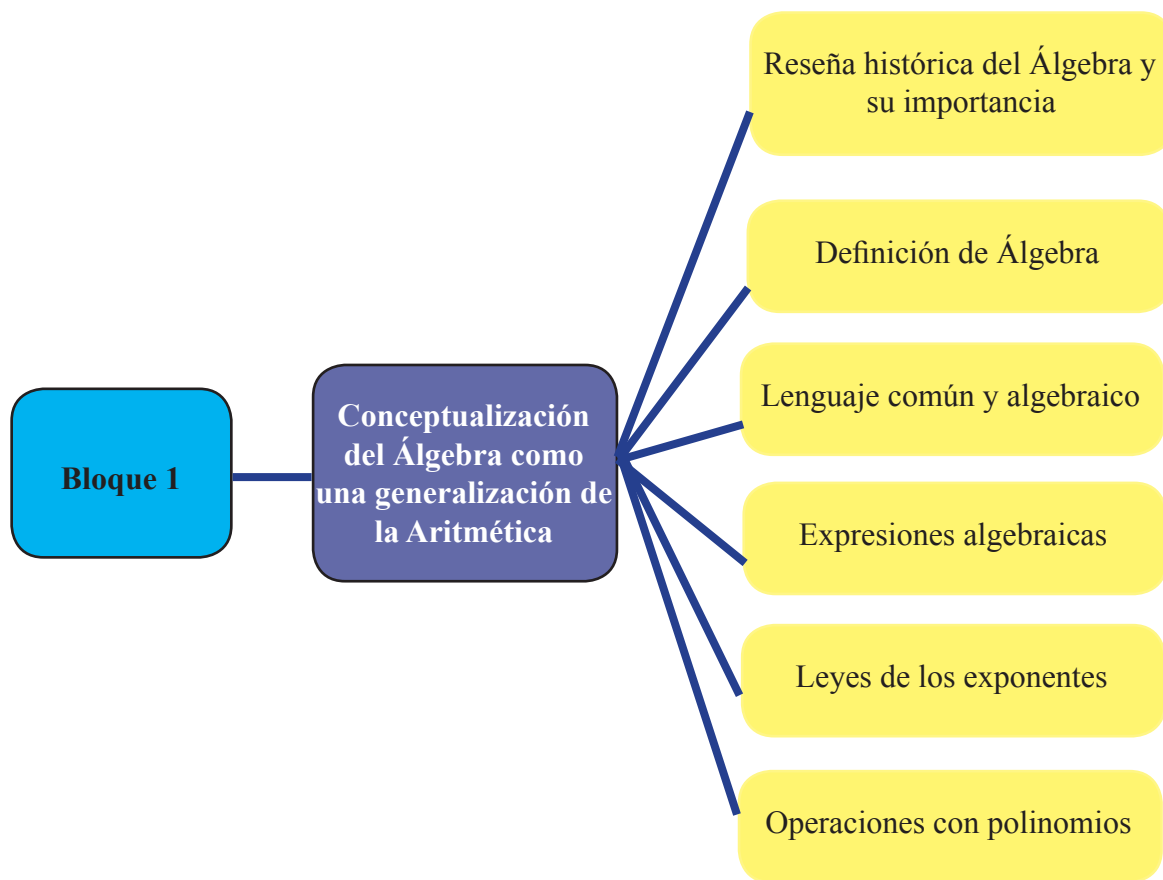 Bloque 1
Conceptualización
del Álgebra como
una generalización de
la Aritmética
Reseña histórica del Álgebra y
su importancia
Definición de Álgebra
Lenguaje común y algebraico
Expresiones algebraicas
Leyes de los exponentes
Operaciones con polinomios